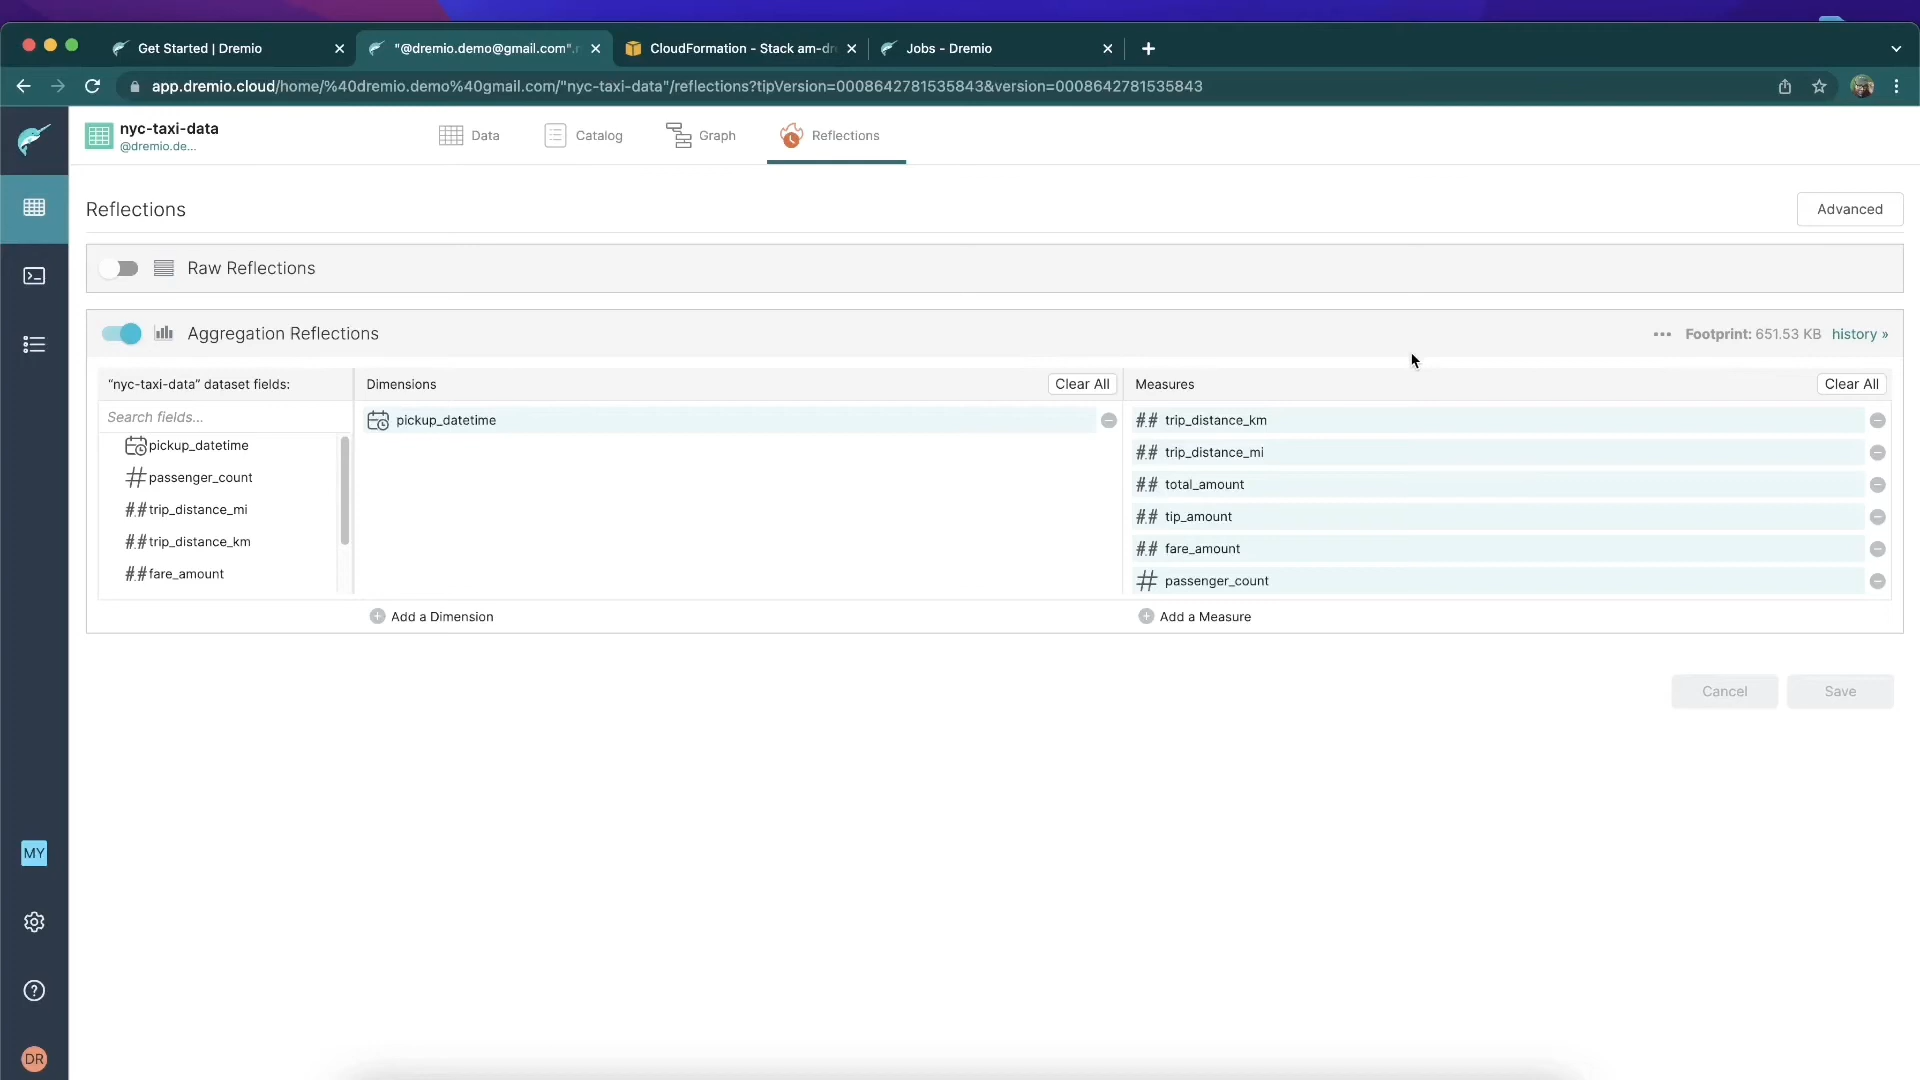 Get Started | Dremio
"@dremio.demo@gmail.com".
CloudFormation - Stack am-dr
Jobs - Dremio
app.dremio.cloud/home/%40dremio.demo%40gmail.com/"nyc-taxi-data"/reflections?tipVersion=0008642781535843&version=0008642781535843
nyc-taxi-data
@dremio.de...
Data
Catalog
Graph
Reflections
Reflections
Advanced
Raw Reflections
Aggregation Reflections
Footprint: 651.53 KB
history »
“nyc-taxi-data” dataset fields:
Dimensions
Clear All
Measures
Clear All
Search fields...
pickup_datetime
passenger_count
trip_distance_mi
trip_distance_km
fare_amount
pickup_datetime
trip_distance_km
trip_distance_mi
total_amount
tip_amount
fare_amount
passenger_count
Add a Dimension
Add a Measure
Cancel
Save
MY
DR